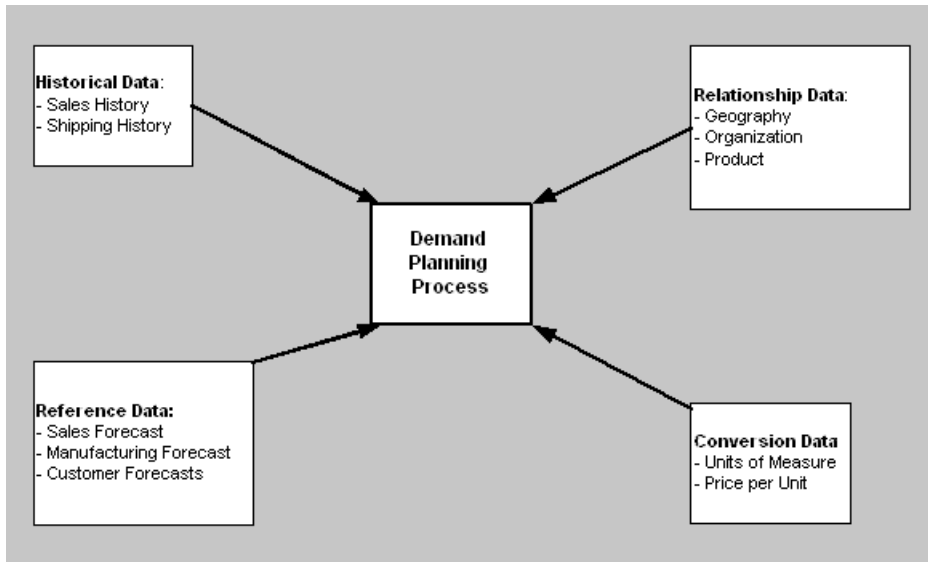 Historical Data:
- Sales History
- Shipping History
Relationship Data:
- Geography
- Organization
- Product
Demand
Planning
Process
Reference Data:
- Sales Forecast
- Manufacturing Forecast
- Customer Forecasts
Conversion Data
- Units of Measure
- Price per Unit